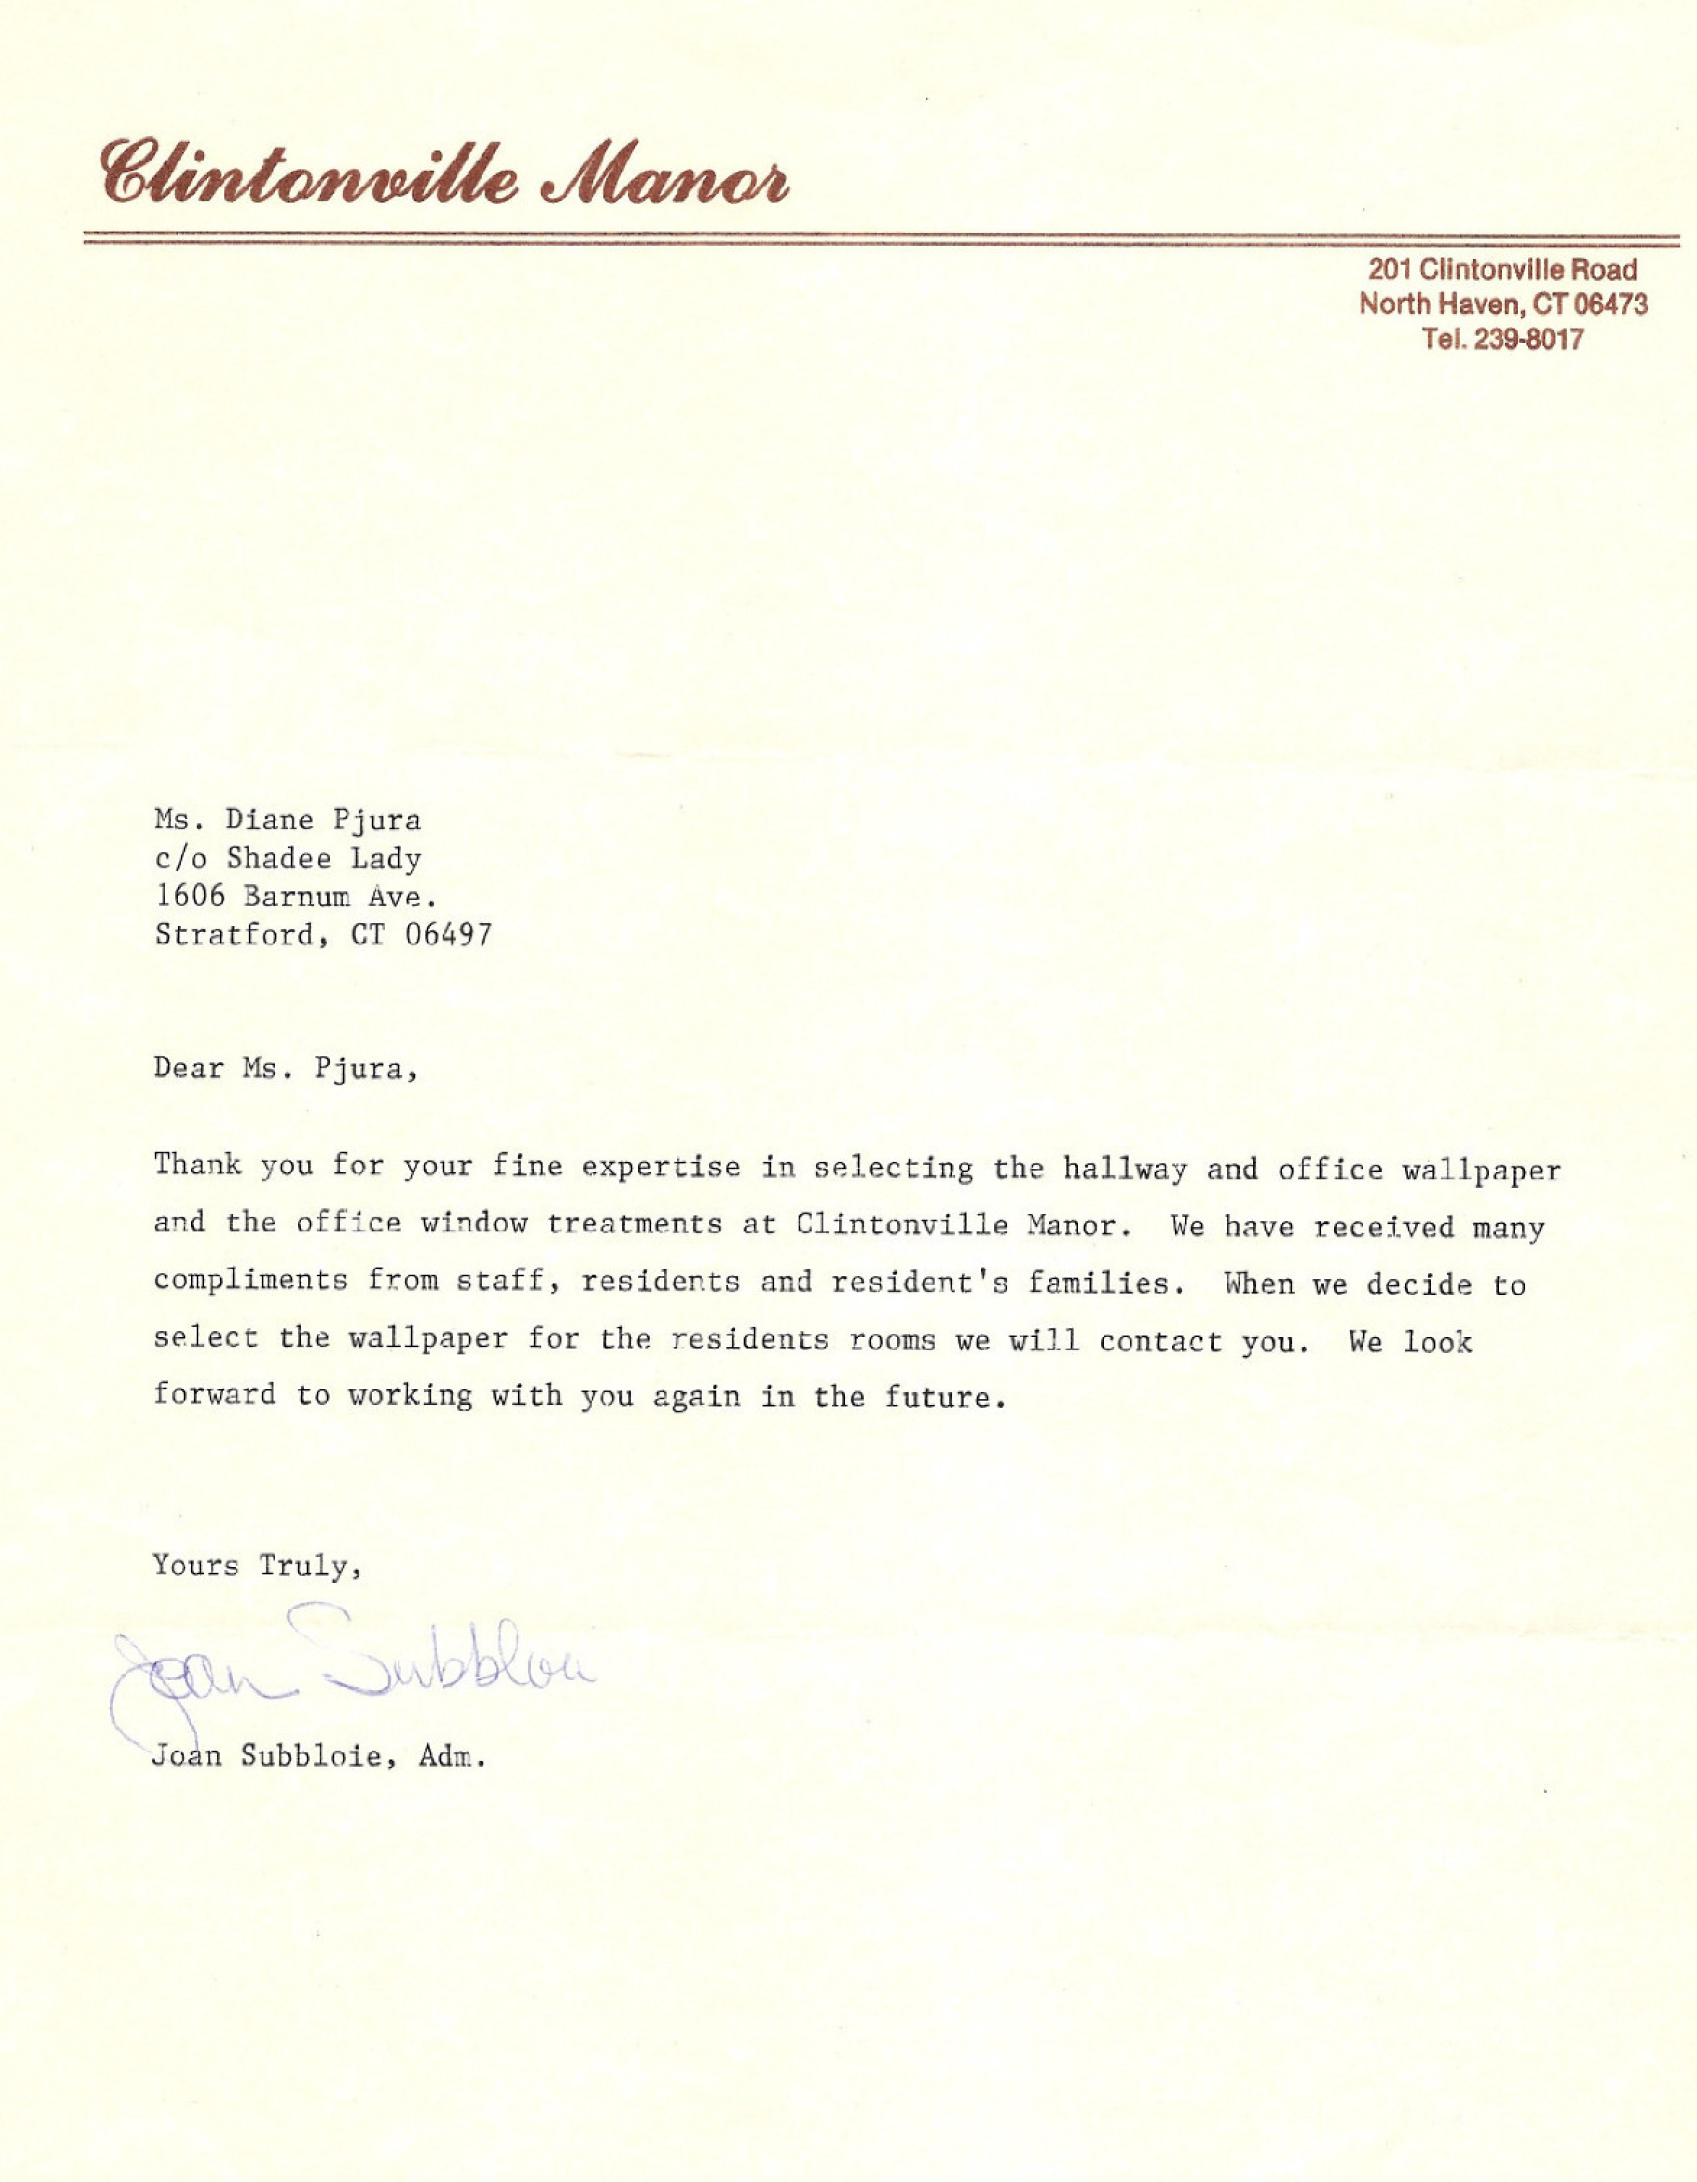 Clintonville Manor
201 Clintonville Road
North Haven, CT 06473
Tel. 239-8017
Ms. Diane Pjura
c/o Shadee Lady
1606 Barnum Ave.
Stratford, CT 06497
Dear Ms. Pjura,
Thank you for your fine expertise in selecting the hallway and office wallpaper
and the office window treatments at Clintonville Manor.  We have received many
compliments from staff, residents and resident's families.  When we decide to
select the wallpaper for the residents rooms we will contact you.  We look
forward to working with you again in the future.
Yours Truly,
Joan Subbloie
Joan Subbloie, Adm.